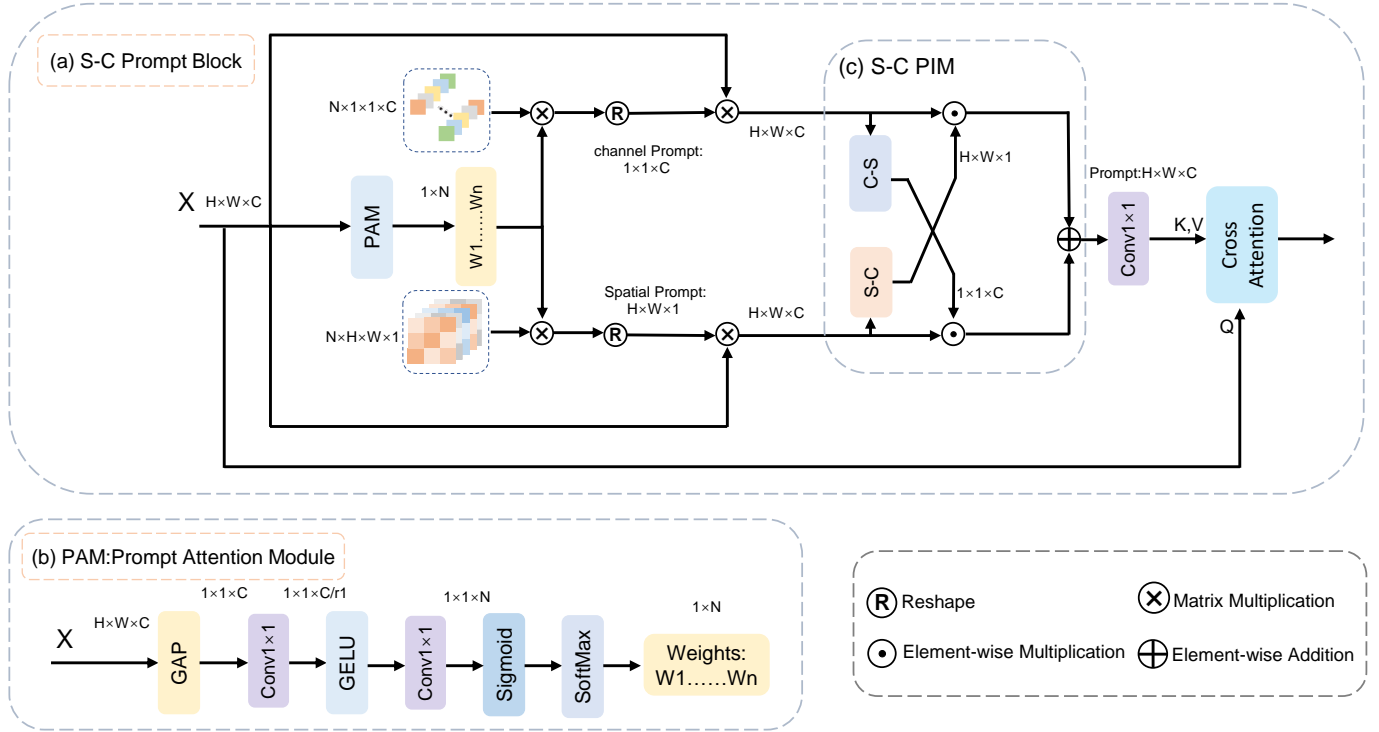 (a) S-C Prompt Block
(c) S-C PIM
N×1×1×C
R
H×W×C
channel Prompt:
1×1×C
C-S
H×W×1
X
H×W×C
PAM
1×N
W1......Wn
Prompt:H×W×C
Conv1×1
K,V
Cross
Attention
S-C
N×H×W×1
Spatial Prompt:
H×W×1
R
H×W×C
1×1×C
Q
(b) PAM:Prompt Attention Module
X
H×W×C
GAP
1×1×C
Conv1×1
1×1×C/r1
GELU
Conv1×1
1×1×N
Sigmoid
SoftMax
1×N
Weights:
W1......Wn
R Reshape
Matrix Multiplication
Element-wise Multiplication
Element-wise Addition